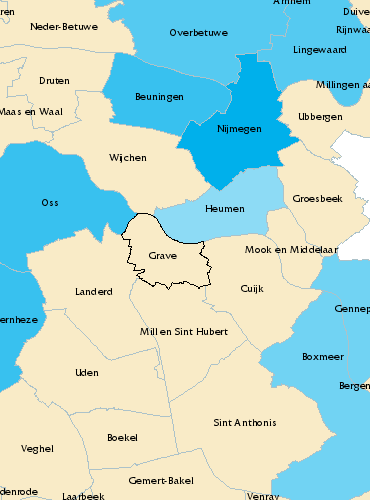 Arnhem
ren
Duive
Neder-Betuwe
Overbetuwe
Rijnwaa
Lingewaard
Druten
Millingen aa
Beuningen
Maas en Waal
Ubbergen
Nijmegen
Wijchen
Groesbeek
Oss
Heumen
Mook en Middelaar
Grave
Landerd
Cuijk
Gennep
ernheze
Mill en Sint Hubert
Boxmeer
Uden
Bergen
Sint Anthonis
Boekel
Veghel
Gemert-Bakel
denrode
Laarbeek
Venray